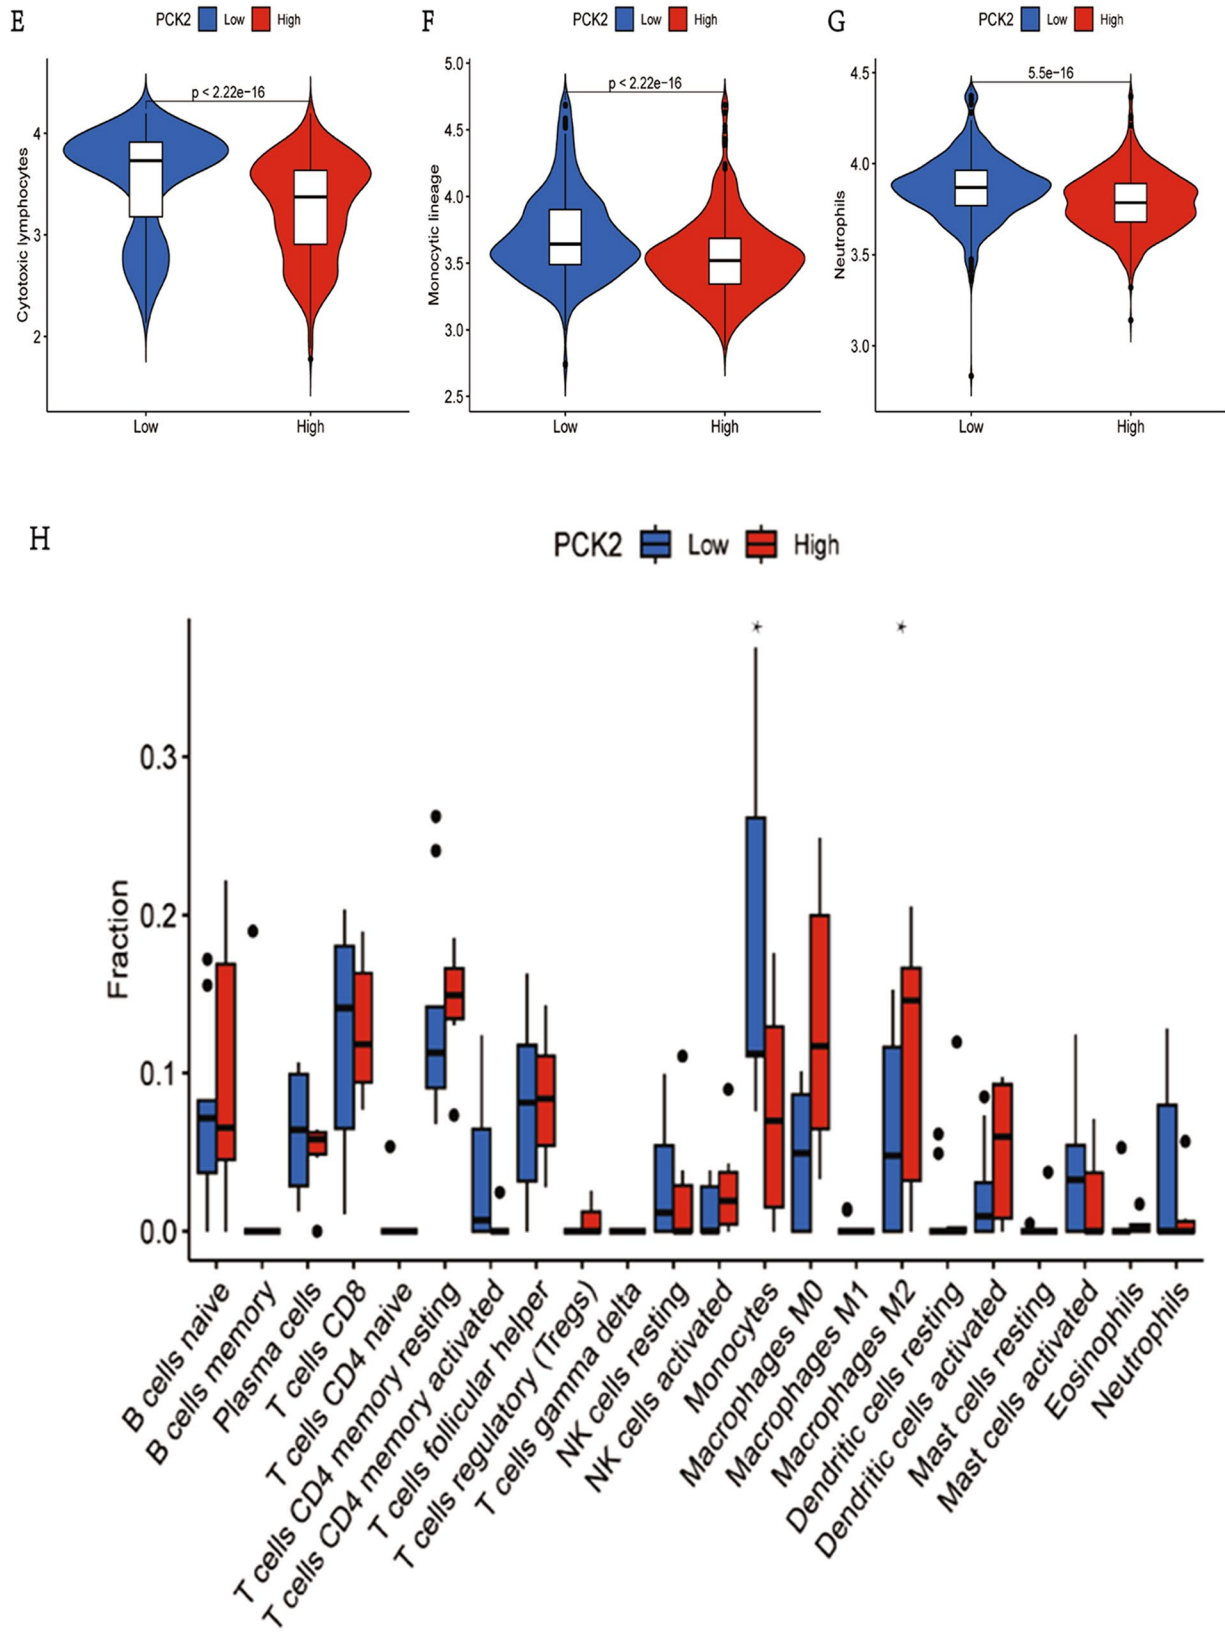 E
PCK2 Low High
Cytotoxic lymphocytes
p < 2.22e−16
4
3
2
Low High
F
PCK2 Low High
Monocytic lineage
p < 2.22e−16
5.0
4.5
4.0
3.5
3.0
2.5
Low High
G
PCK2 Low High
Neutrophils
5.5e−16
4.5
4.0
3.5
3.0
Low High
H
PCK2 Low High
Fraction
* *
0.3
0.2
0.1
0.0
B cells naive
B cells memory
Plasma cells
T cells CD8
T cells CD4 naive
T cells CD4 memory resting
T cells CD4 memory activated
T cells follicular helper
T cells regulatory (Tregs)
T cells gamma delta
NK cells resting
NK cells activated
Monocytes
Macrophages M0
Macrophages M1
Macrophages M2
Dendritic cells resting
Dendritic cells activated
Mast cells resting
Mast cells activated
Eosinophils
Neutrophils